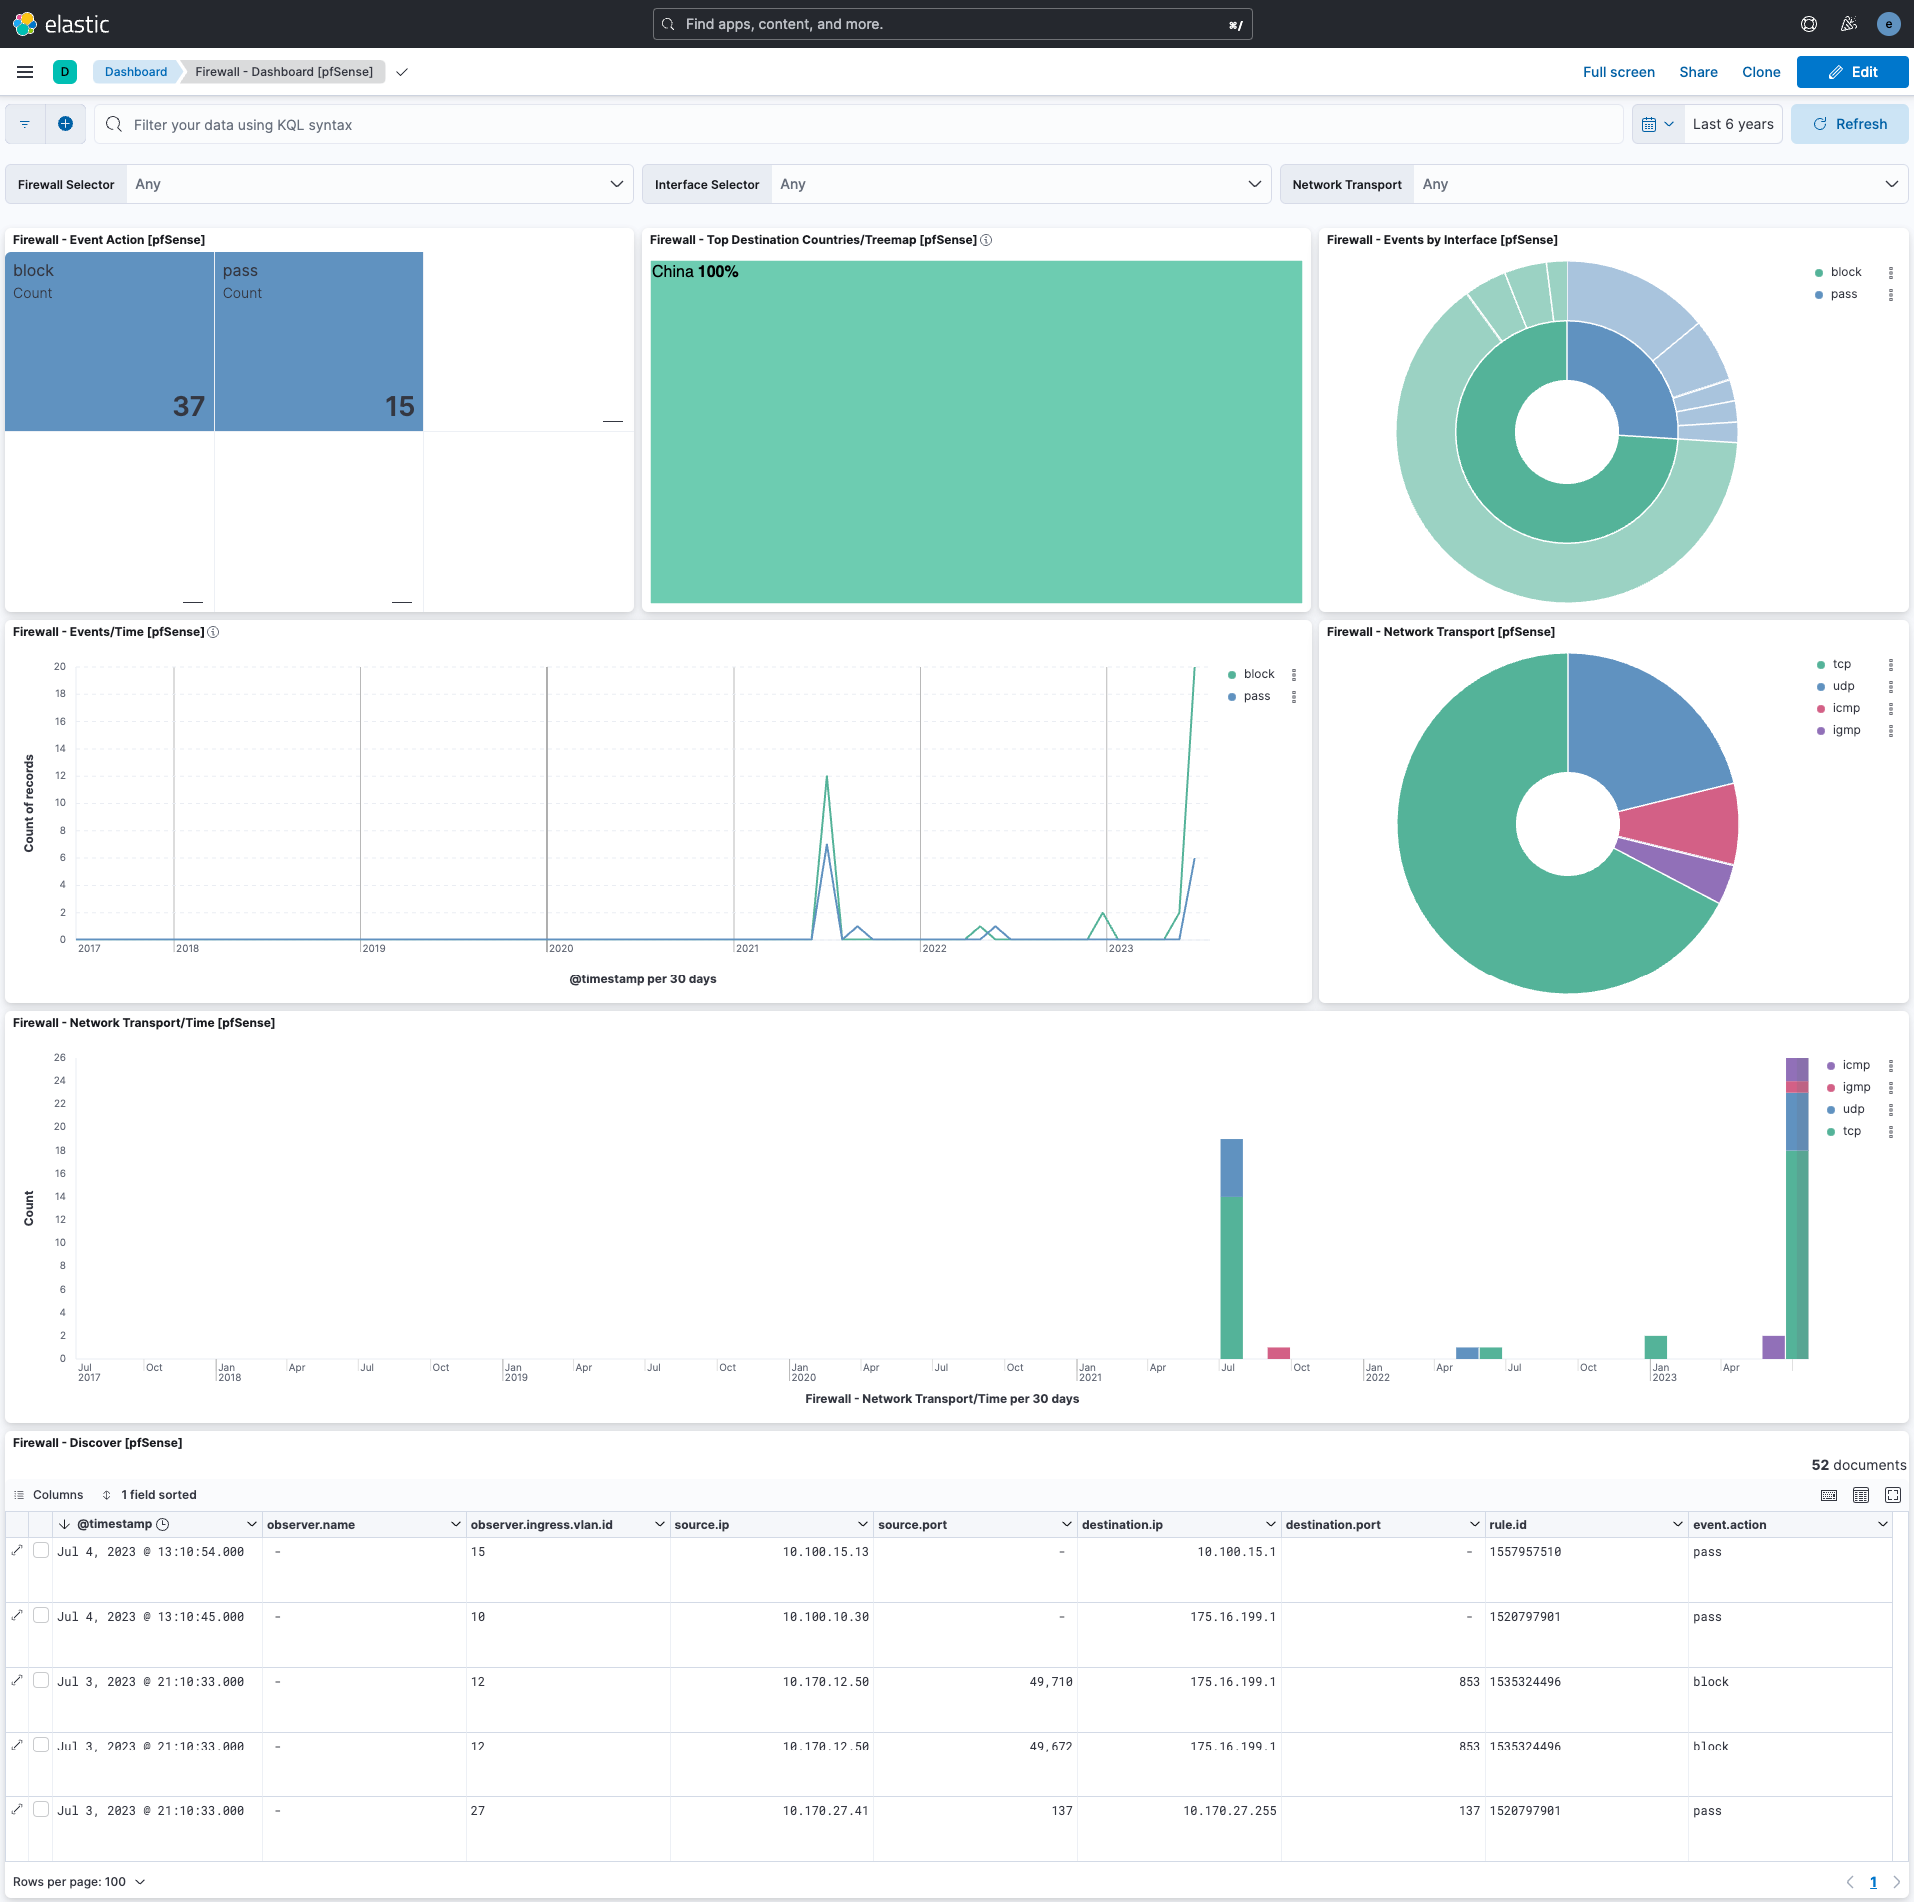 elastic
Find apps, content, and more.
⌘/
e
D
Dashboard
Firewall - Dashboard [pfSense]
Full screen
Share
Clone
Edit
Filter your data using KQL syntax
Last 6 years
Refresh
Firewall Selector
Any
Interface Selector
Any
Network Transport
Any
Firewall - Event Action [pfSense]
block
Count
37
pass
Count
15
Firewall - Top Destination Countries/Treemap [pfSense]
China 100%
Firewall - Events by Interface [pfSense]
block
pass
Firewall - Events/Time [pfSense]
20
18
16
14
12
10
8
6
4
2
0
Count of records
2017
2018
2019
2020
2021
2022
2023
@timestamp per 30 days
block
pass
Firewall - Network Transport [pfSense]
tcp
udp
icmp
igmp
Firewall - Network Transport/Time [pfSense]
26
24
22
20
18
16
14
12
10
8
6
4
2
0
Count
Jul Oct Jan Apr Jul Oct Jan Apr Jul Oct Jan Apr Jul Oct Jan Apr Jul Oct Jan Apr Jul Oct Jan Apr
2017 2018 2019 2020 2021 2022 2023
Firewall - Network Transport/Time per 30 days
icmp
igmp
udp
tcp
Firewall - Discover [pfSense]
52 documents
Columns 1 field sorted
@timestamp observer.name observer.ingress.vlan.id source.ip source.port destination.ip destination.port rule.id event.action
Jul 4, 2023 @ 13:10:54.000 - 15 10.100.15.13 - 10.100.15.1 - 1557957510 pass
Jul 4, 2023 @ 13:10:45.000 - 10 10.100.10.30 - 175.16.199.1 - 1520797901 pass
Jul 3, 2023 @ 21:10:33.000 - 12 10.170.12.50 49,710 175.16.199.1 853 1535324496 block
Jul 3, 2023 @ 21:10:33.000 - 12 10.170.12.50 49,672 175.16.199.1 853 1535324496 block
Jul 3, 2023 @ 21:10:33.000 - 27 10.170.27.41 137 10.170.27.255 137 1520797901 pass
Rows per page: 100
1